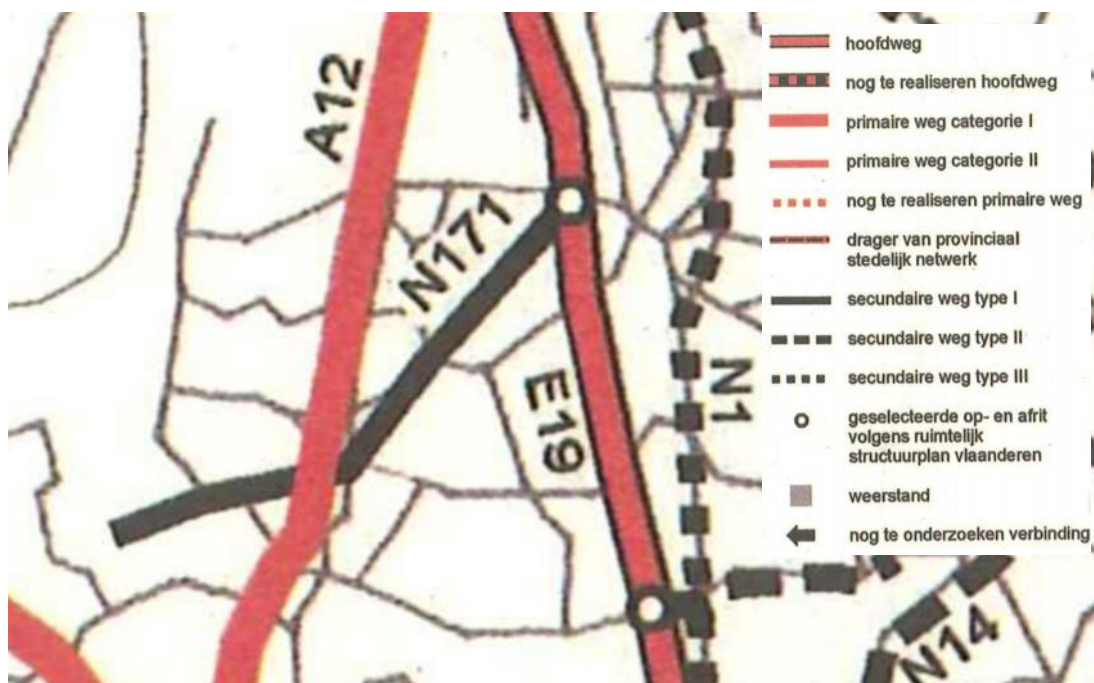 A12
N171
E19
N1
N14
hoofdweg
nog te realiseren hoofdweg
primaire weg categorie I
primaire weg categorie II
nog te realiseren primaire weg
drager van provinciaal
stedelijk netwerk
secundaire weg type I
secundaire weg type II
secundaire weg type III
geselecteerde op- en afrit
volgens ruimtelijk
structuurplan vlaanderen
weerstand
nog te onderzoeken verbinding